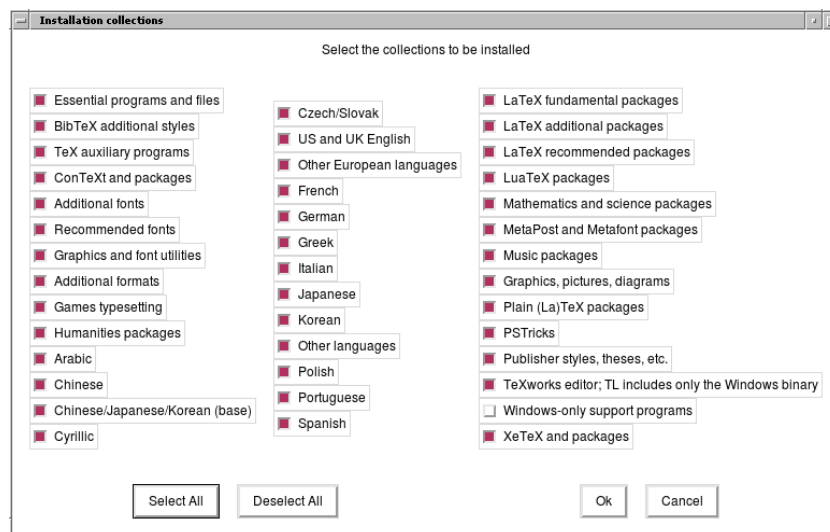 Installation collections
Select the collections to be installed
Essential programs and files
BibTeX additional styles
TeX auxiliary programs
ConTeXt and packages
Additional fonts
Recommended fonts
Graphics and font utilities
Additional formats
Games typesetting
Humanities packages
Arabic
Chinese
Chinese/Japanese/Korean (base)
Cyrillic
Czech/Slovak
US and UK English
Other European languages
French
German
Greek
Italian
Japanese
Korean
Other languages
Polish
Portuguese
Spanish
LaTeX fundamental packages
LaTeX additional packages
LaTeX recommended packages
LuaTeX packages
Mathematics and science packages
MetaPost and Metafont packages
Music packages
Graphics, pictures, diagrams
Plain (La)TeX packages
PSTricks
Publisher styles, theses, etc.
TeXworks editor; TL includes only the Windows binary
Windows-only support programs
XeTeX and packages
Select All
Deselect All
Ok
Cancel